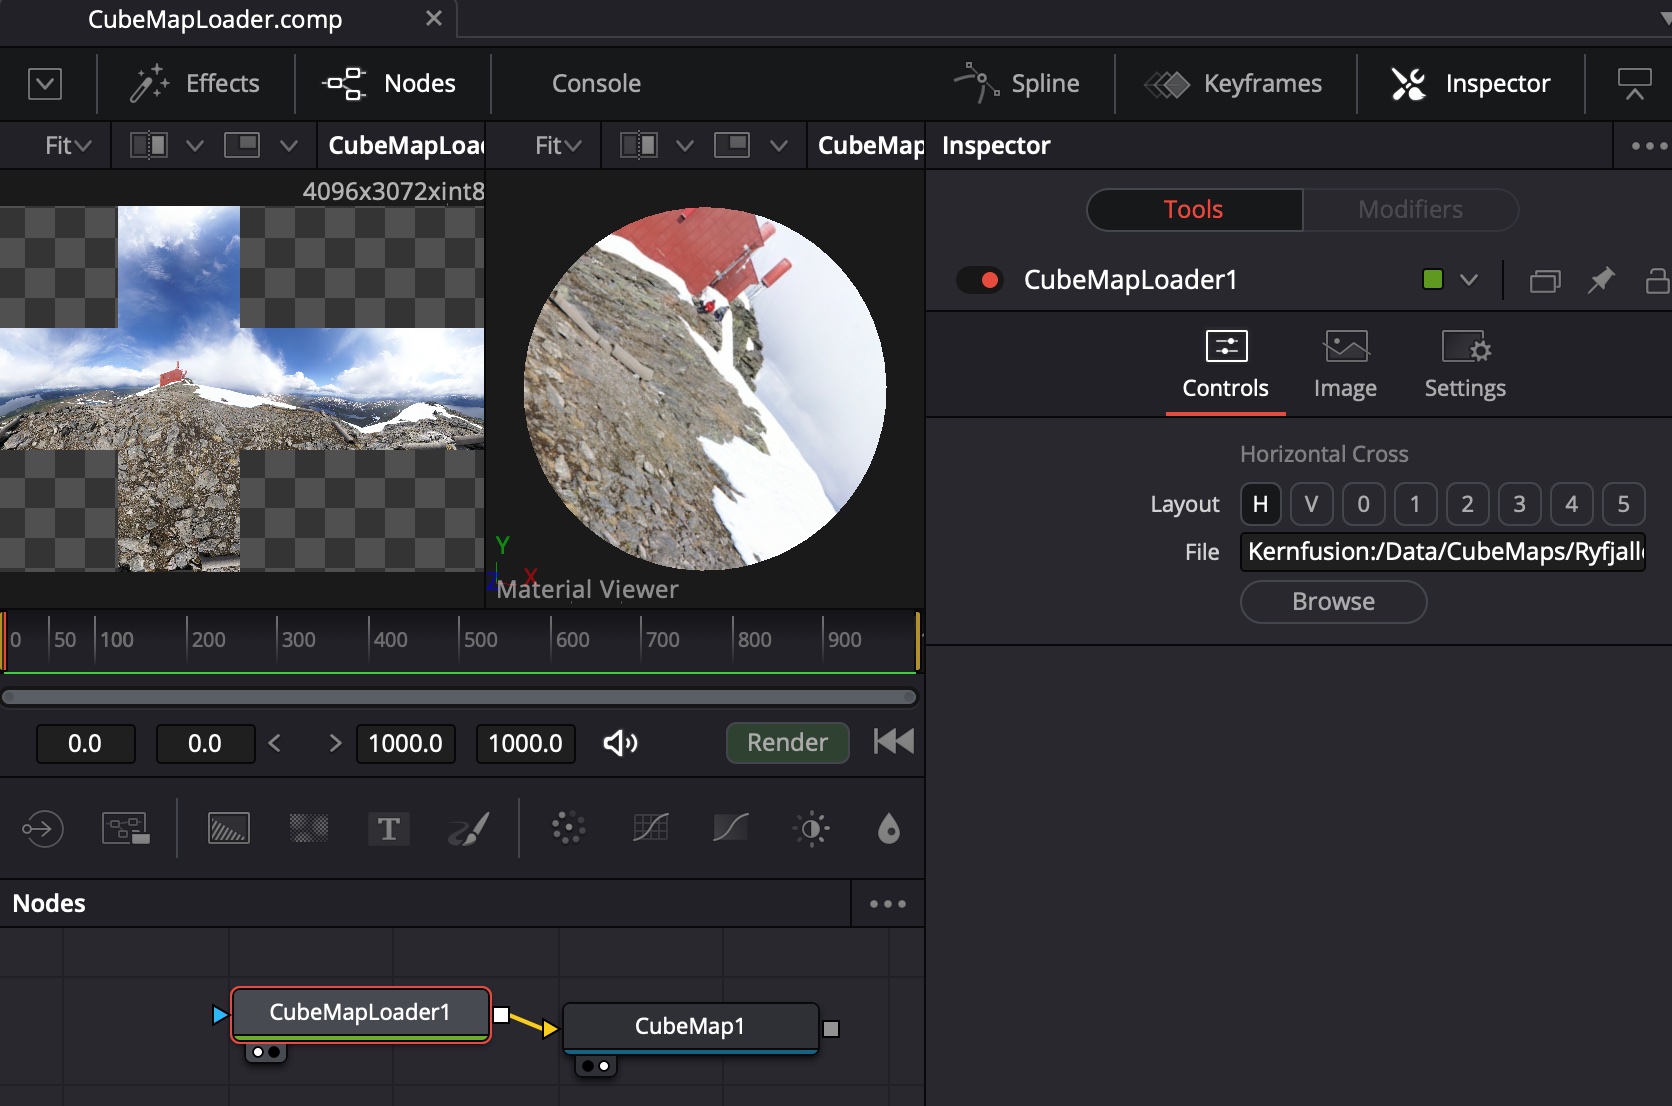 CubeMapLoader.comp
Effects Nodes Console Spline Keyframes Inspector
Fit CubeMapLoa Fit CubeMap Inspector
4096x3072xint8
Tools Modifiers
CubeMapLoader1
Controls Image Settings
Horizontal Cross
Layout H V 0 1 2 3 4 5
File Kernfusion:/Data/CubeMaps/Ryfjall
Browse
Y
X
Material Viewer
0 50 100 200 300 400 500 600 700 800 900
0.0 0.0 < > 1000.0 1000.0 Render
T
Nodes
CubeMapLoader1
CubeMap1